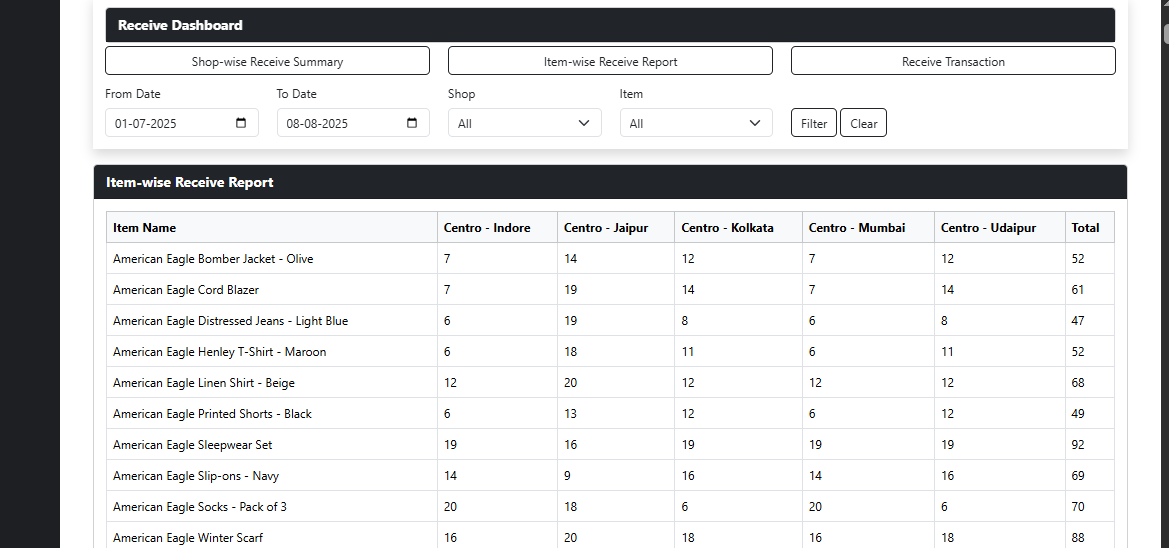 Receive Dashboard
Shop-wise Receive Summary Item-wise Receive Report Receive Transaction
From Date To Date Shop Item
01-07-2025 08-08-2025 All All Filter Clear
Item-wise Receive Report
Item Name Centro - Indore Centro - Jaipur Centro - Kolkata Centro - Mumbai Centro - Udaipur Total
American Eagle Bomber Jacket - Olive 7 14 12 7 12 52
American Eagle Cord Blazer 7 19 14 7 14 61
American Eagle Distressed Jeans - Light Blue 6 19 8 6 8 47
American Eagle Henley T-Shirt - Maroon 6 18 11 6 11 52
American Eagle Linen Shirt - Beige 12 20 12 12 12 68
American Eagle Printed Shorts - Black 6 13 12 6 12 49
American Eagle Sleepwear Set 19 16 19 19 19 92
American Eagle Slip-ons - Navy 14 9 16 14 16 69
American Eagle Socks - Pack of 3 20 18 6 20 6 70
American Eagle Winter Scarf 16 20 18 16 18 88